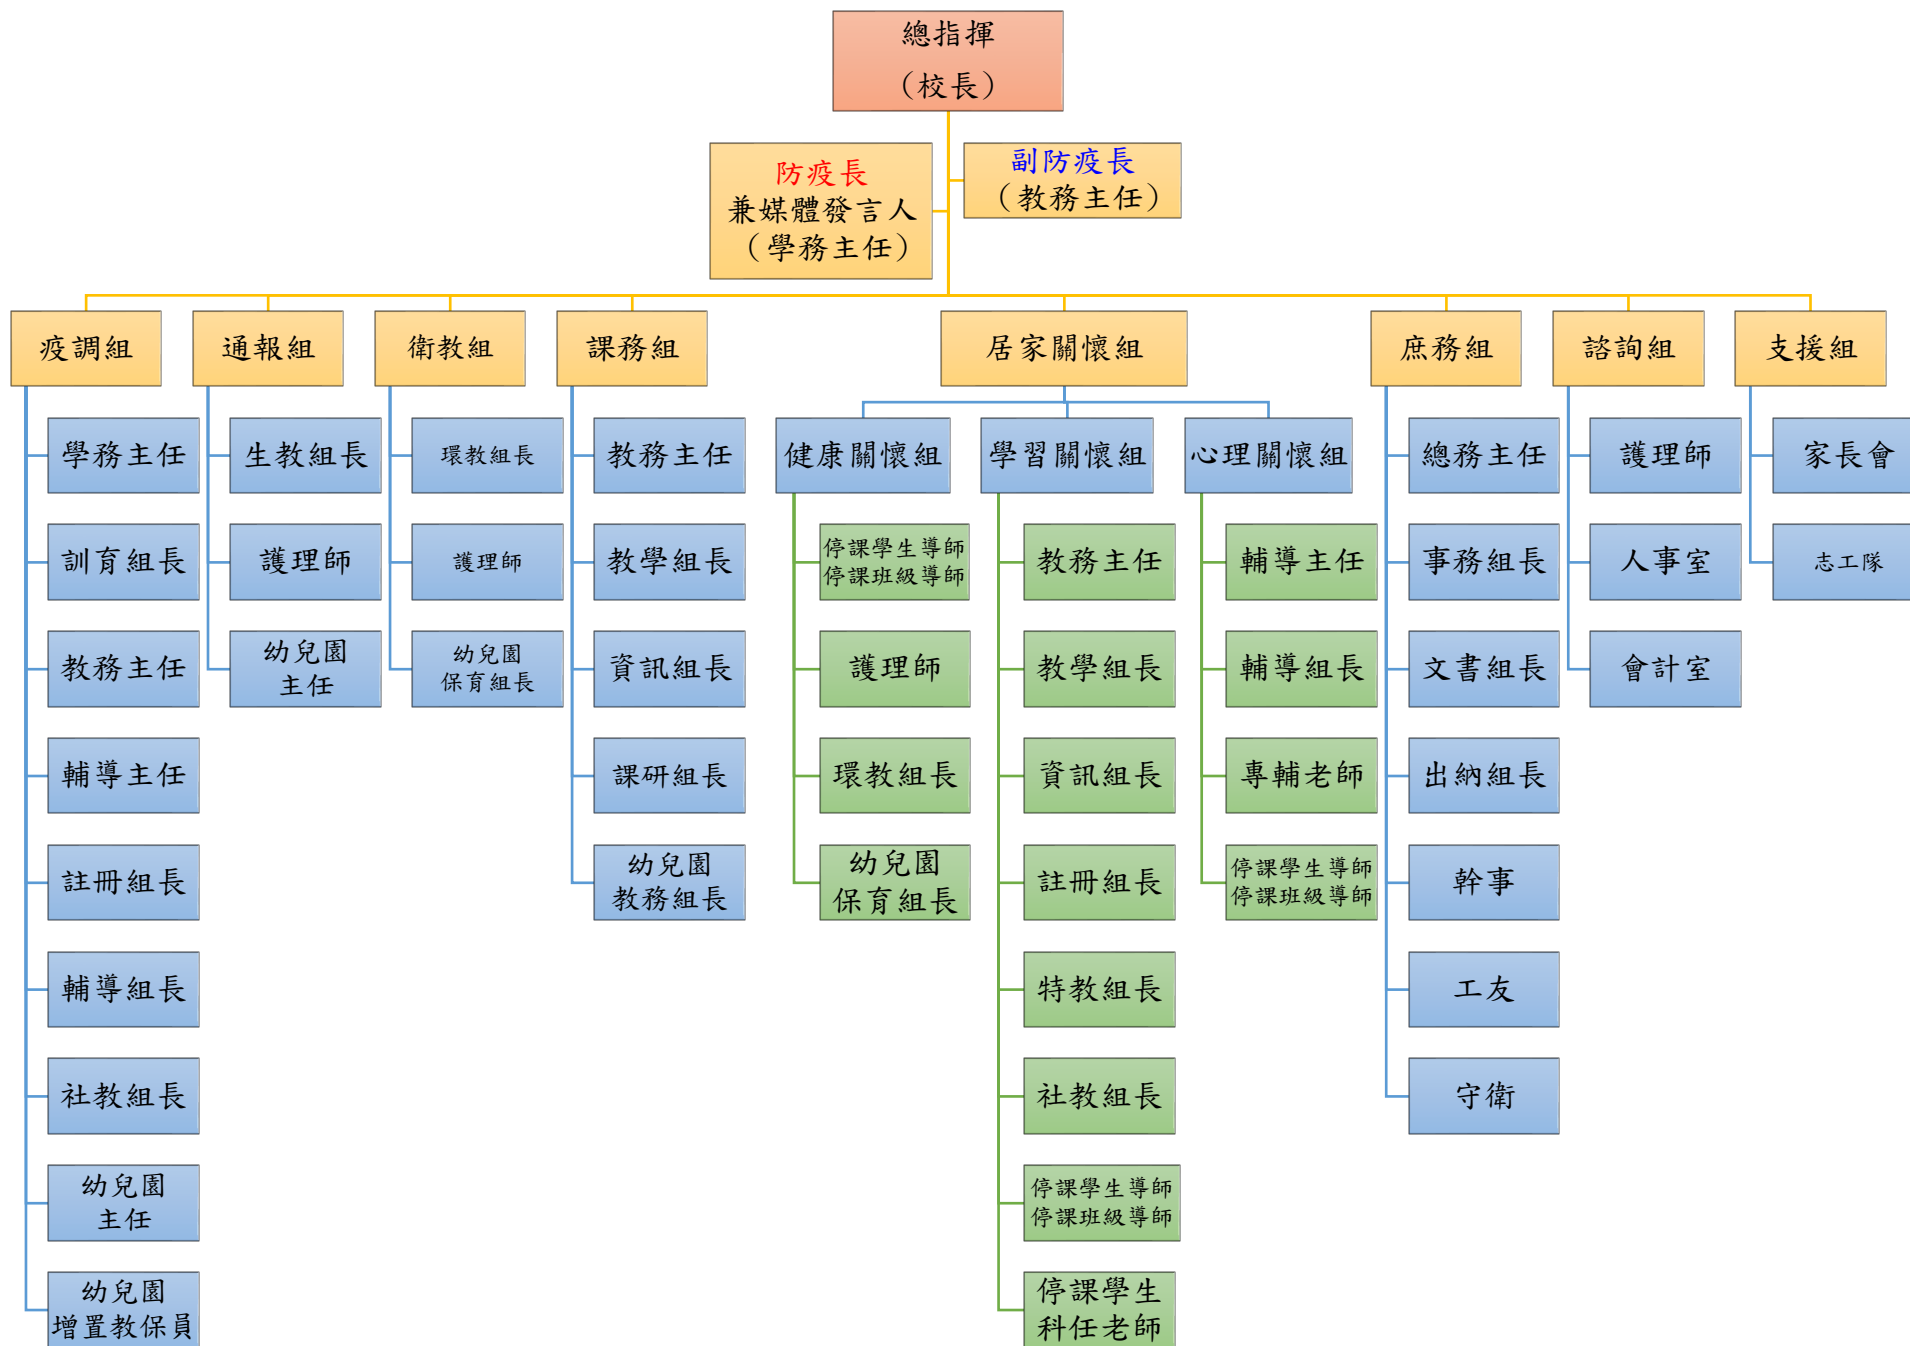 總指揮
（校長）
防疫長
兼媒體發言人
（學務主任）
副防疫長
（教務主任）
疫調組
通報組
衛教組
課務組
居家關懷組
庶務組
諮詢組
支援組
學務主任
訓育組長
教務主任
輔導主任
註冊組長
輔導組長
社教組長
幼兒園
主任
幼兒園
增置教保員
生教組長
護理師
幼兒園
主任
環教組長
護理師
幼兒園
保育組長
教務主任
教學組長
資訊組長
課研組長
幼兒園
教務組長
健康關懷組
停課學生導師
停課班級導師
護理師
環教組長
幼兒園
保育組長
學習關懷組
教務主任
教學組長
資訊組長
註冊組長
特教組長
社教組長
停課學生導師
停課班級導師
停課學生
科任老師
心理關懷組
輔導主任
輔導組長
專輔老師
停課學生導師
停課班級導師
總務主任
事務組長
文書組長
出納組長
幹事
工友
守衛
護理師
人事室
會計室
家長會
志工隊